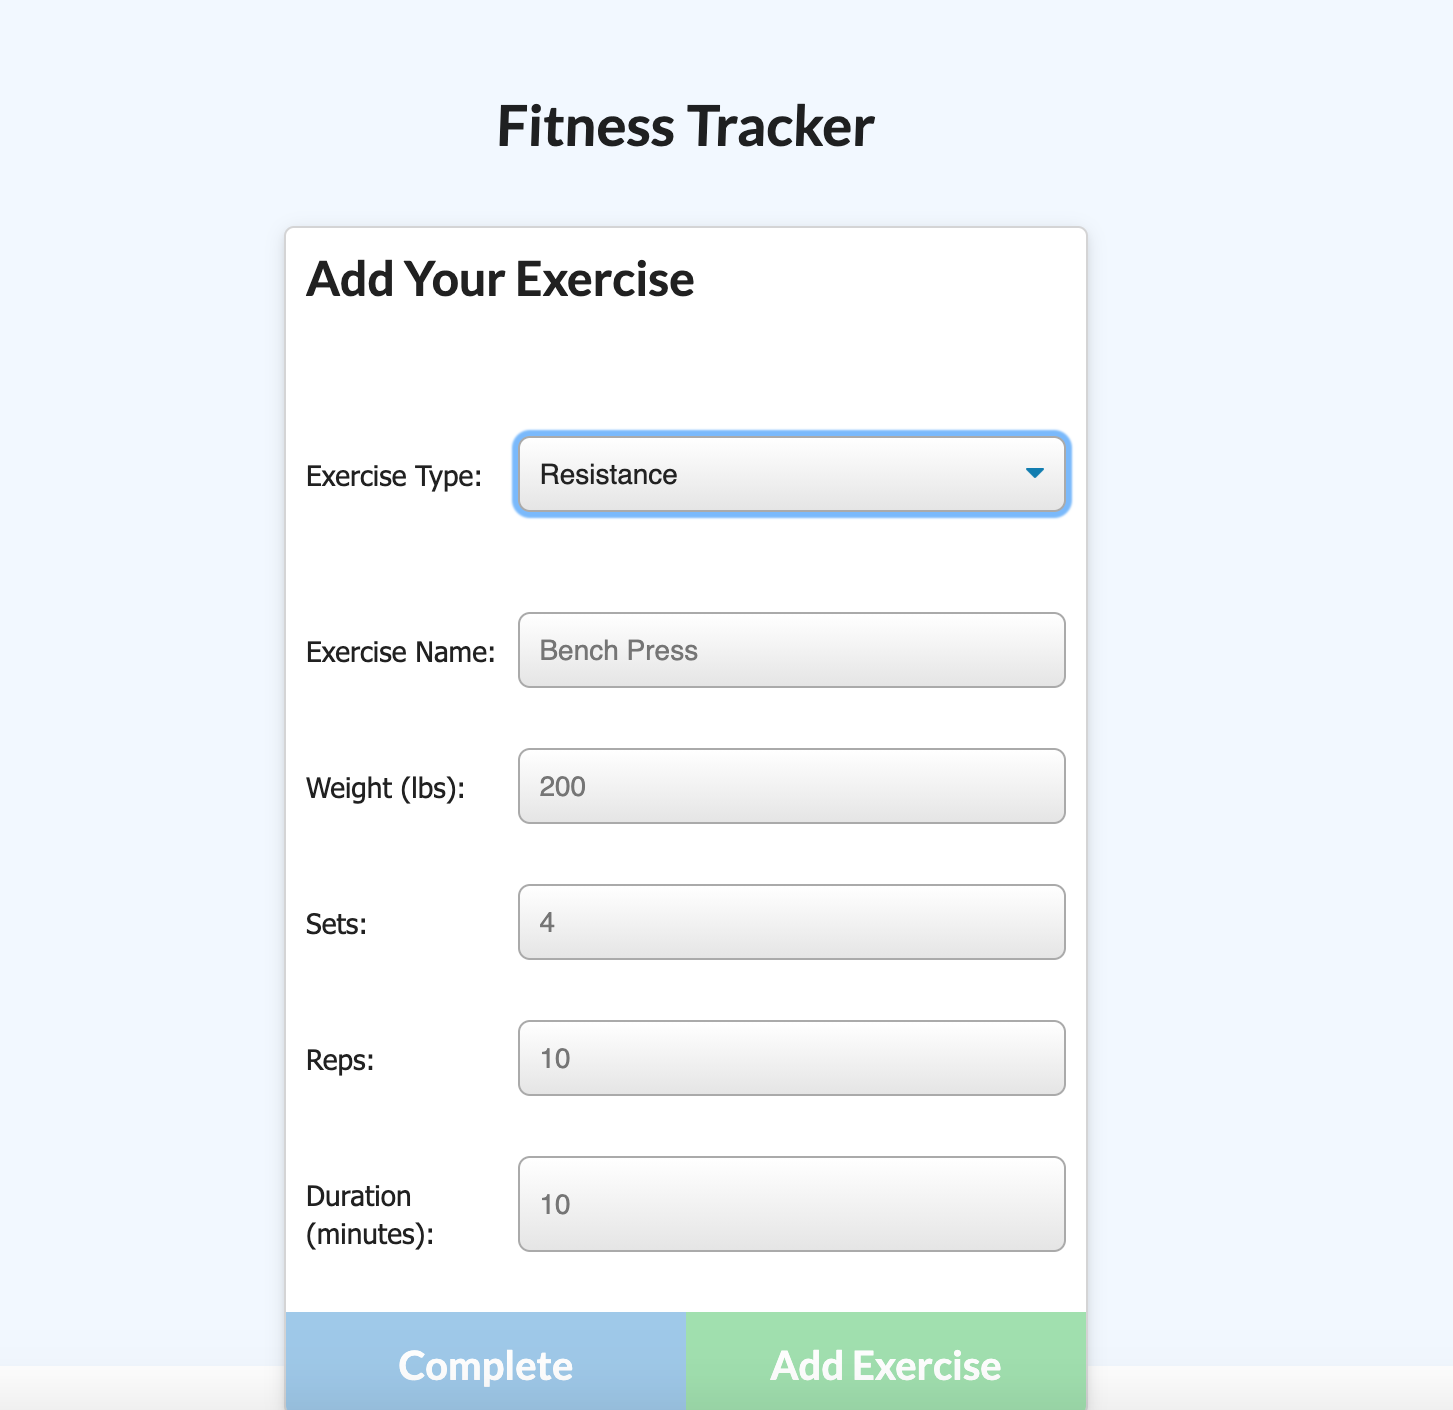 Fitness Tracker
Add Your Exercise
Exercise Type:
Resistance
Exercise Name:
Bench Press
Weight (lbs):
200
Sets:
4
Reps:
10
Duration
(minutes):
10
Complete
Add Exercise